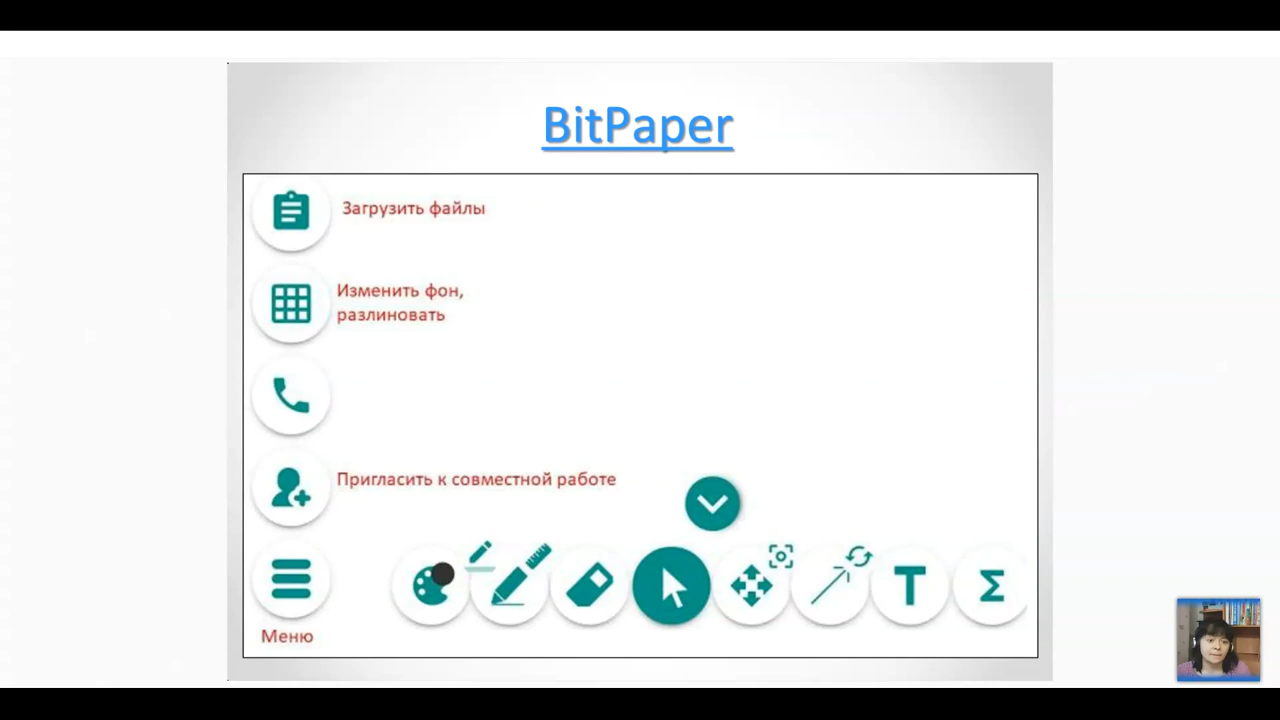 BitPaper
Загрузить файлы
Изменить фон,
разлиновать
Пригласить к совместной работе
T
Σ
Меню